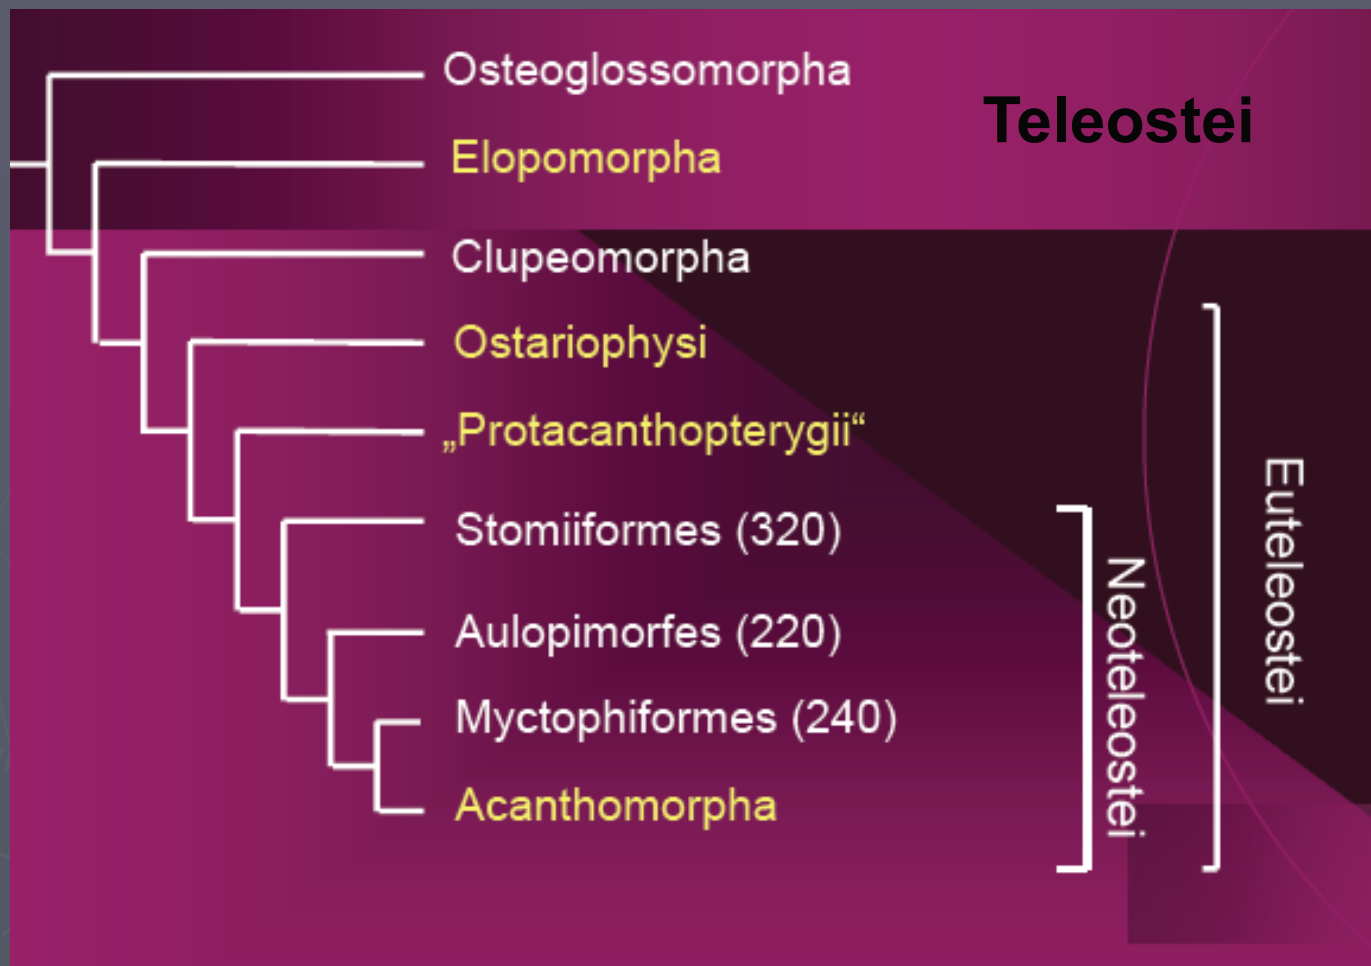 Osteoglossomorpha
Teleostei
Elopomorpha
Clupeomorpha
Ostariophysi
„Protacanthopterygii“
Stomiiformes (320)
Aulopimorfes (220)
Myctophiformes (240)
Acanthomorpha
Neoteleostei
Euteleostei